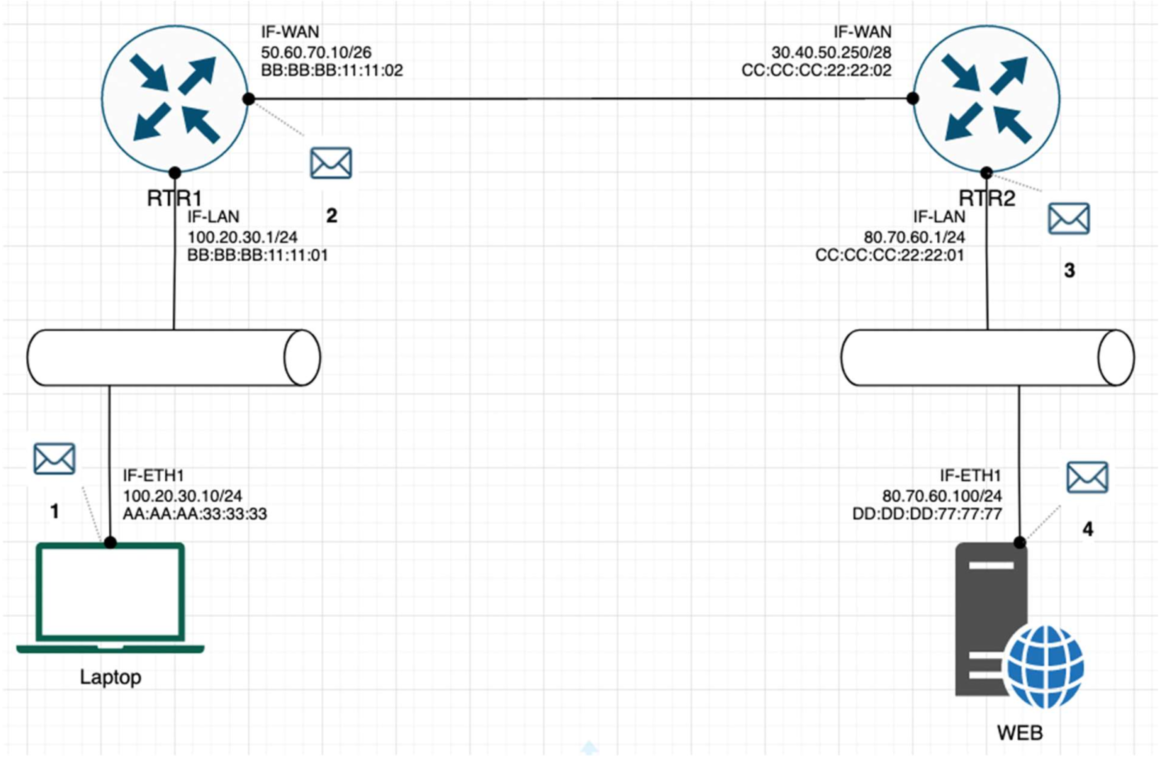 IF-WAN
50.60.70.10/26
BB:BB:BB:11:11:02
IF-WAN
30.40.50.250/28
CC:CC:CC:22:22:02
2
RTR1
IF-LAN
100.20.30.1/24
BB:BB:BB:11:11:01
RTR2
IF-LAN
80.70.60.1/24
CC:CC:CC:22:22:01
3
1
IF-ETH1
100.20.30.10/24
AA:AA:AA:33:33:33
Laptop
IF-ETH1
80.70.60.100/24
DD:DD:DD:77:77:77
4
WEB